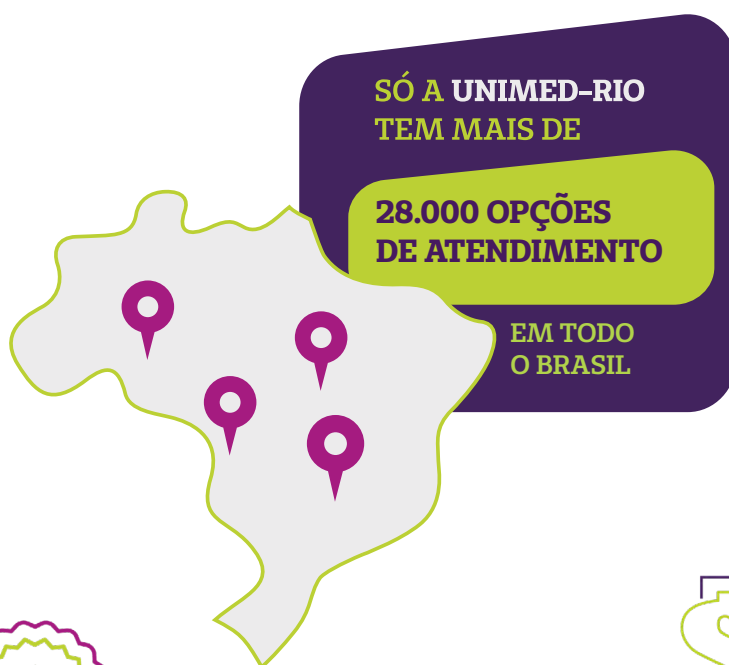 SÓ A UNIMED-RIO
TEM MAIS DE
28.000 OPÇÕES
DE ATENDIMENTO
EM TODO
O BRASIL